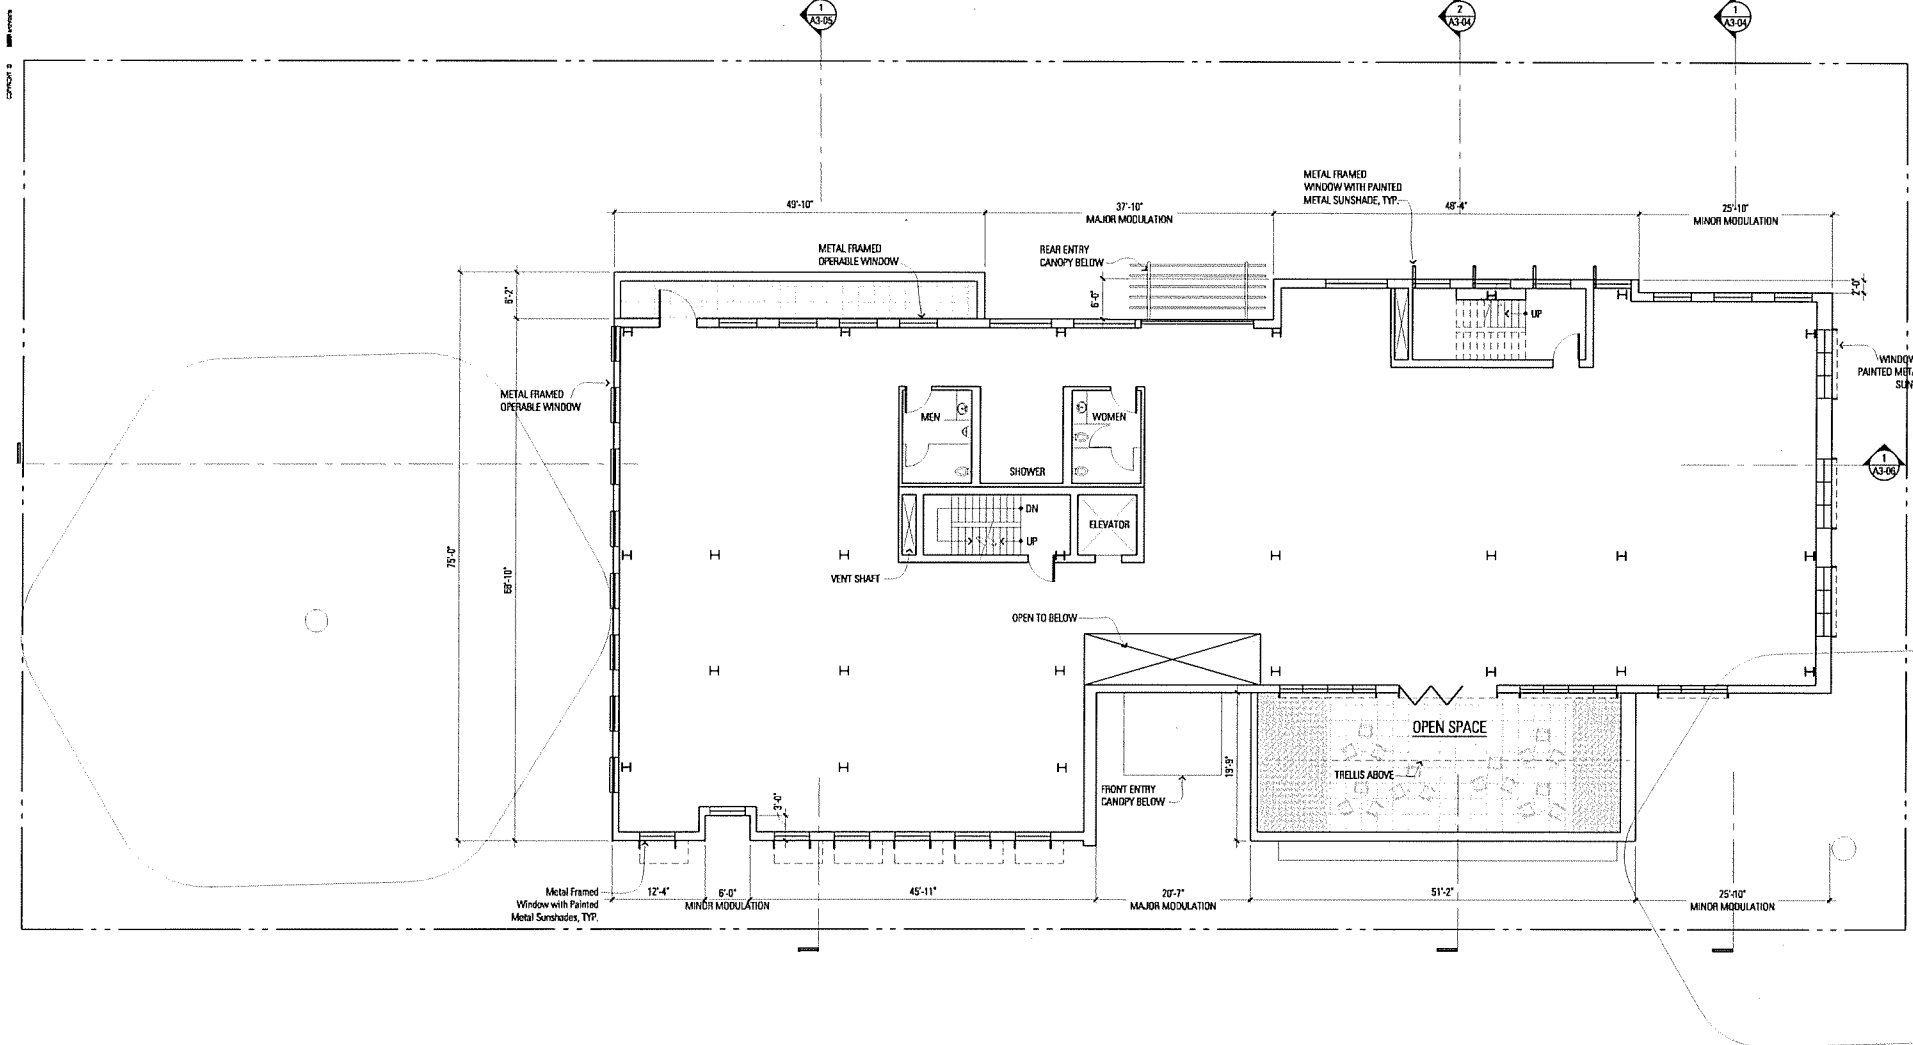 1
A3-05
2
A3-04
1
A3-04
METAL FRAMED
WINDOW WITH PAINTED
METAL SUNSHADE, TYP.
49'-10"
37'-10"
MAJOR MODULATION
48'-4"
25'-10"
MINOR MODULATION
METAL FRAMED
OPERABLE WINDOW
REAR ENTRY
CANOPY BELOW
6'-2"
6'-0"
2'-0"
UP
WINDOW
PAINTED META
SUN
METAL FRAMED
OPERABLE WINDOW
MEN
WOMEN
SHOWER
1
A3-06
DN
UP
ELEVATOR
VENT SHAFT
75'-0"
68'-10"
OPEN TO BELOW
OPEN SPACE
TRELLIS ABOVE
19'-9"
FRONT ENTRY
CANOPY BELOW
3'-0"
Metal Framed
Window with Painted
Metal Sunshades, TYP.
12'-4"
6'-0"
MINOR MODULATION
45'-11"
20'-7"
MAJOR MODULATION
51'-2"
25'-10"
MINOR MODULATION